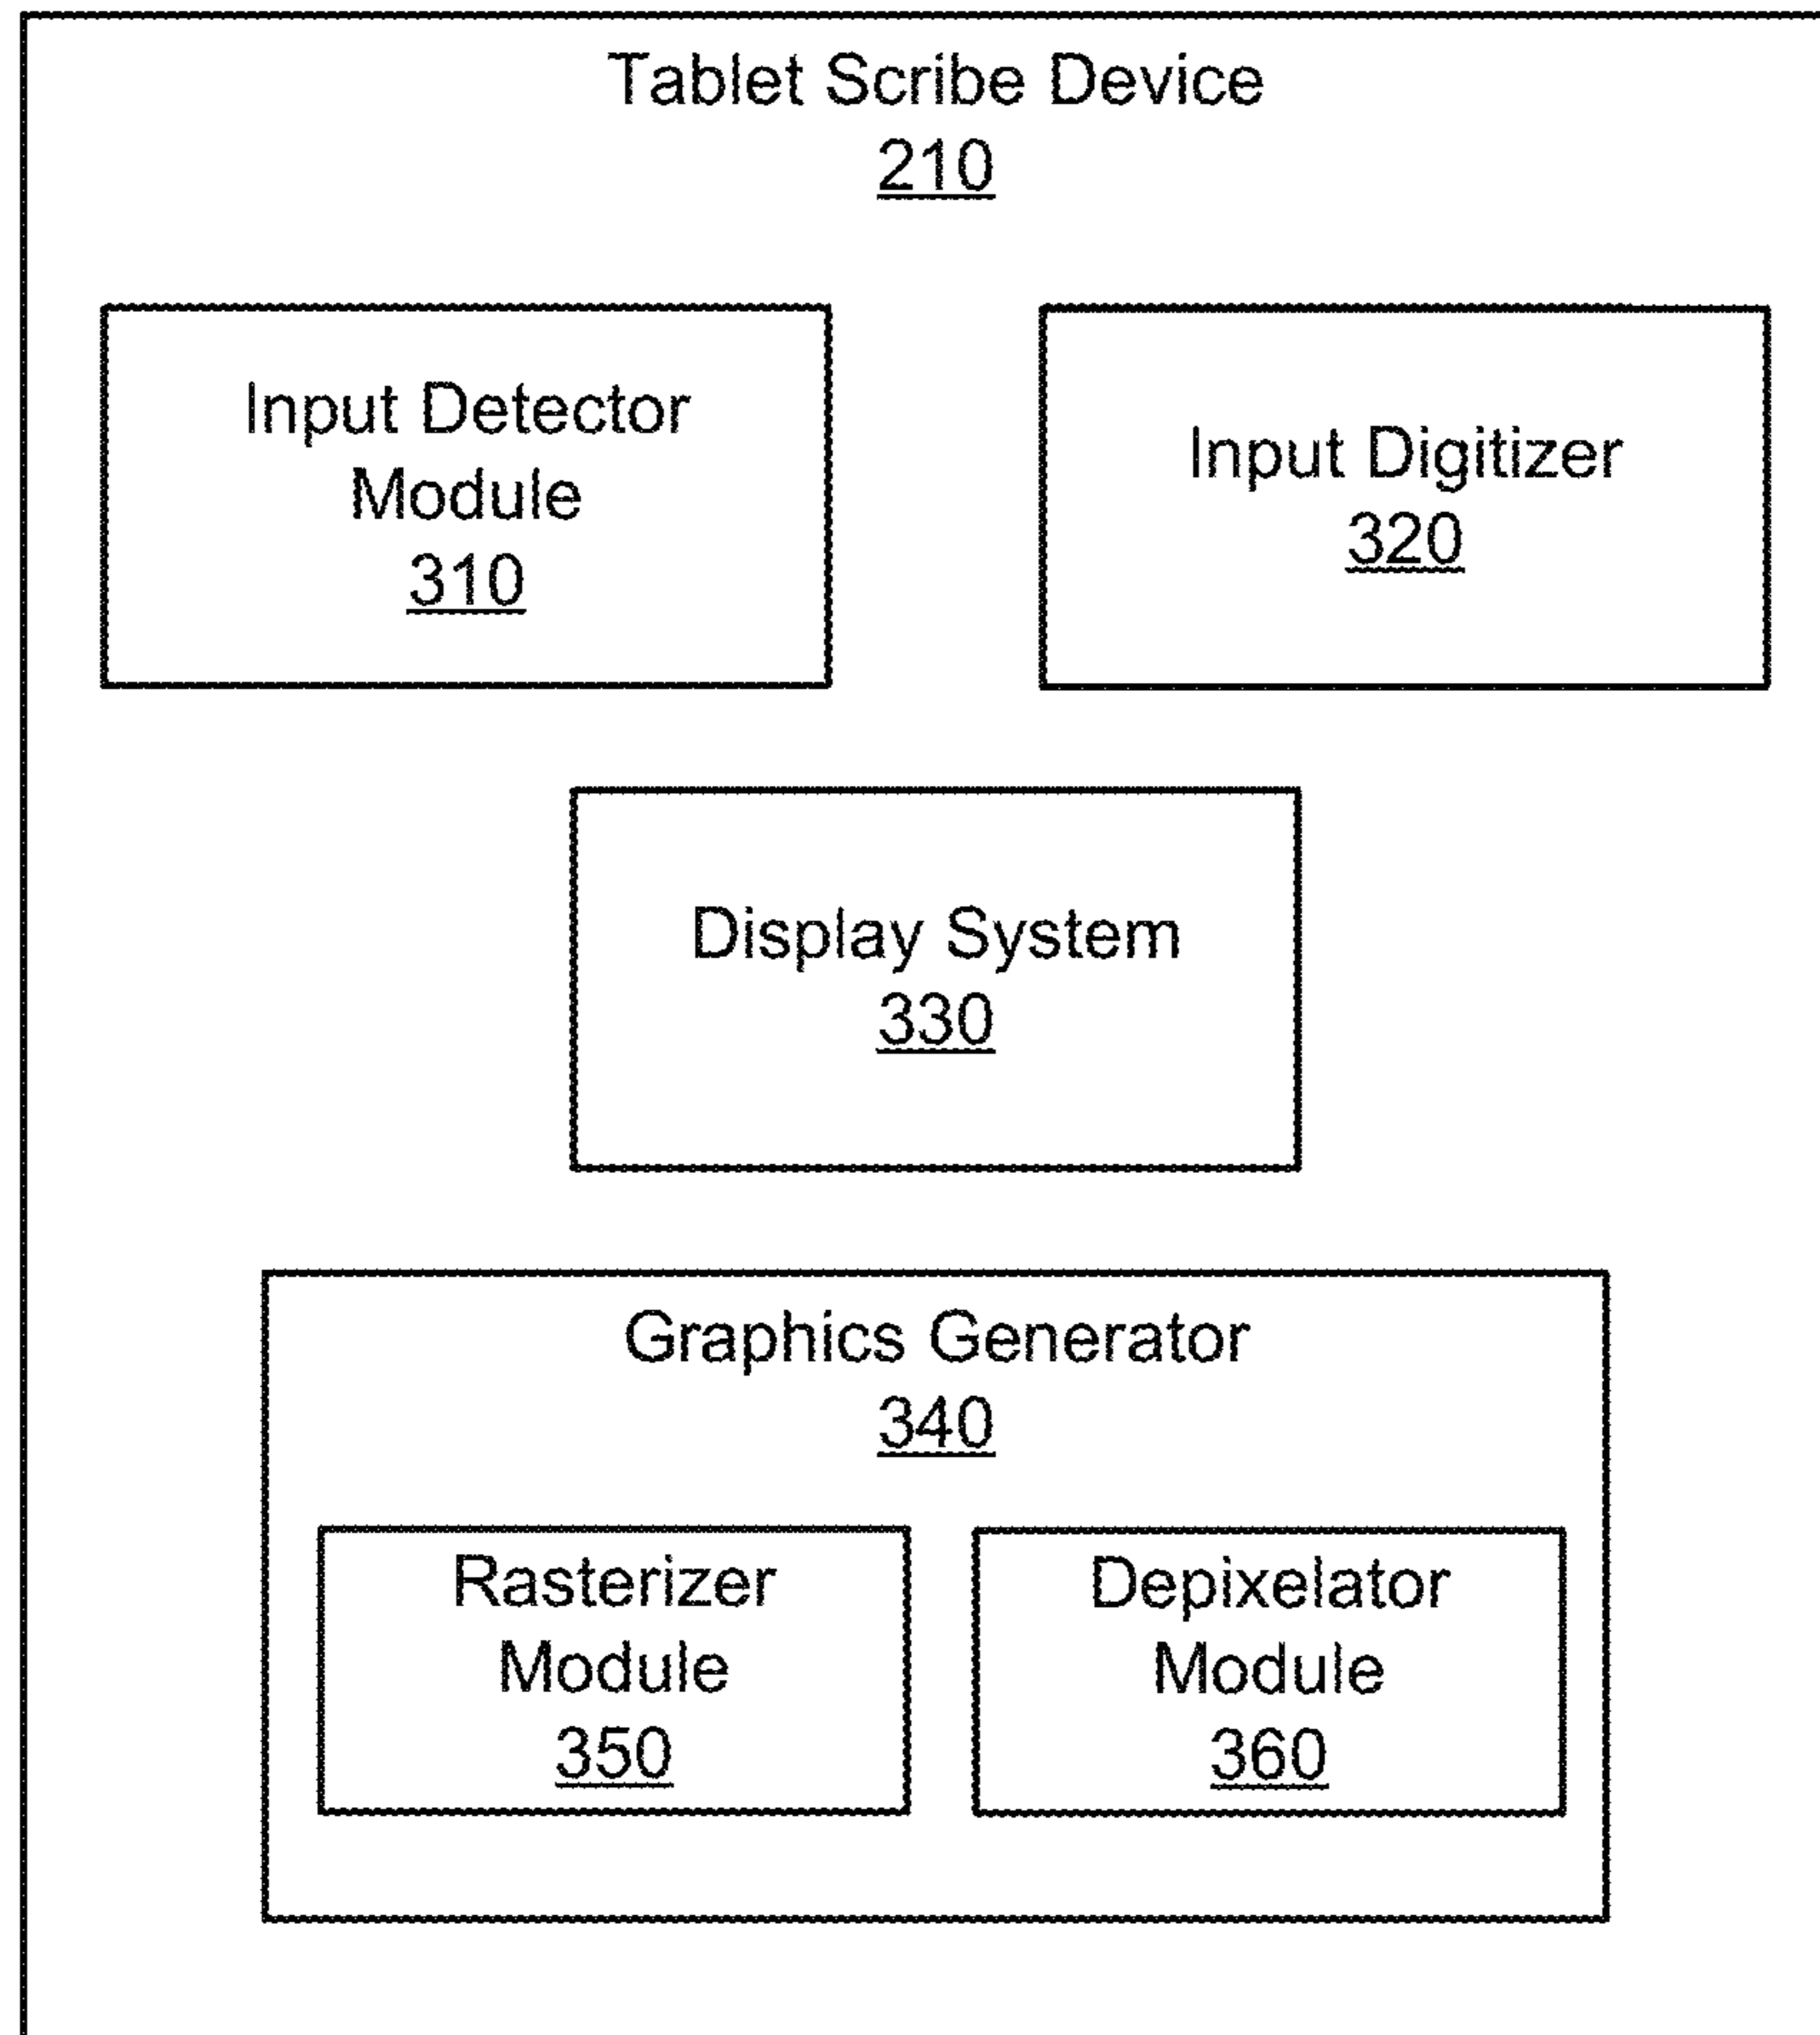 Tablet Scribe Device
210
Input Detector
Module
310
Input Digitizer
320
Display System
330
Graphics Generator
340
Rasterizer
Module
350
Depixelator
Module
360